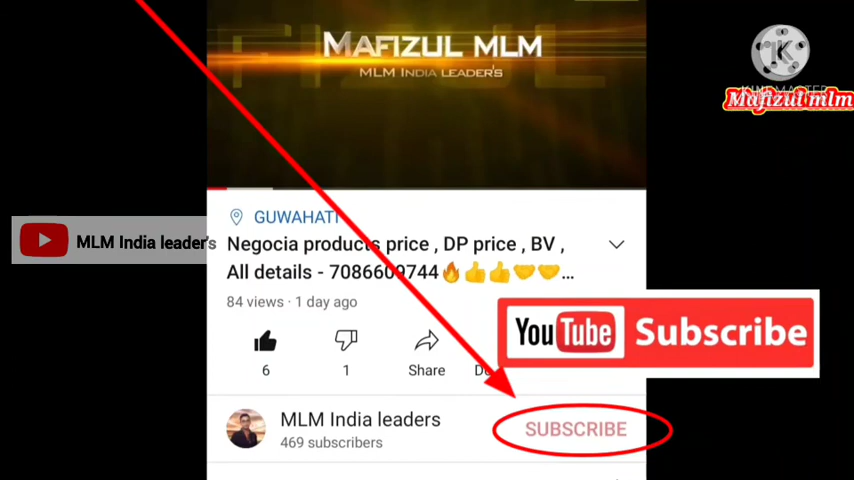 MAFIZUL MLM
MLM INDIA LEADER'S
K
KINEMASTER
Mafizul mlm
GUWAHATI
MLM India leader's
Negocia products price , DP price , BV ,
All details - 7086609744🔥👍👍🤝🤝...
84 views · 1 day ago
YouTube Subscribe
6
1
Share
MLM India leaders
SUBSCRIBE
469 subscribers